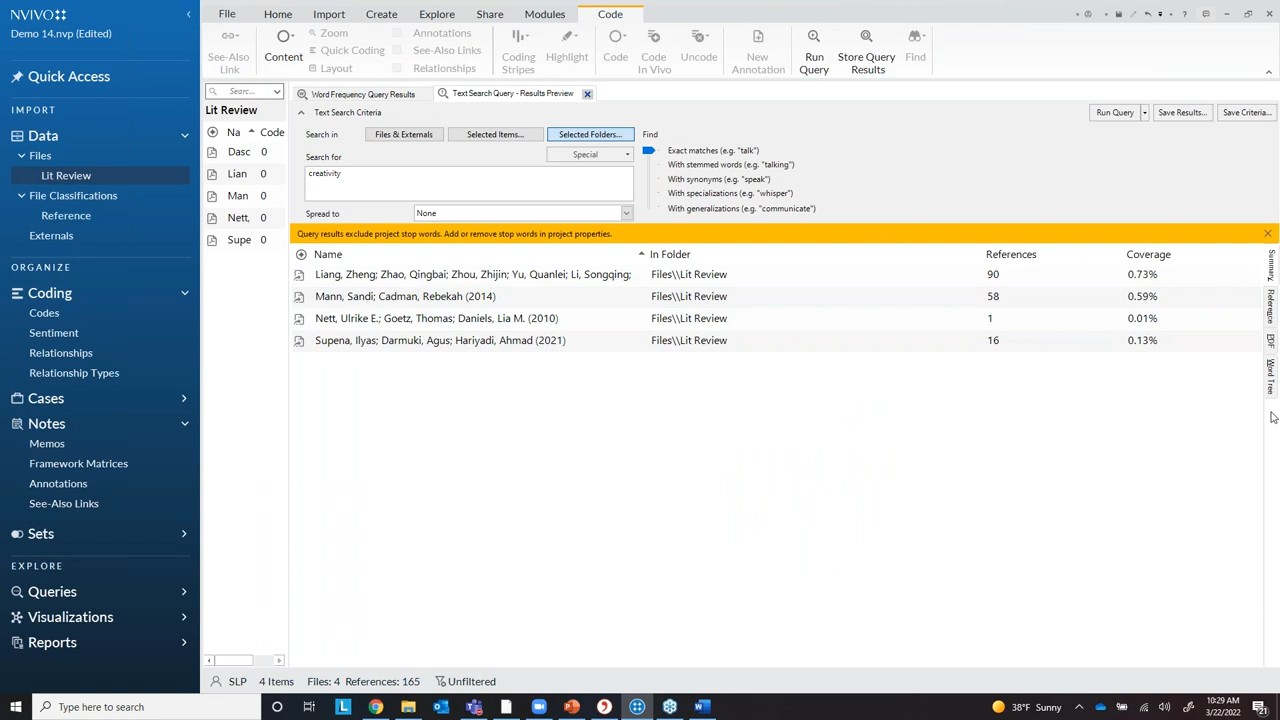 NVIVO
Demo 14.nvp (Edited)
Quick Access
IMPORT
Data
Files
Lit Review
File Classifications
Reference
Externals
ORGANIZE
Coding
Codes
Sentiment
Relationships
Relationship Types
Cases
Notes
Memos
Framework Matrices
Annotations
See-Also Links
Sets
EXPLORE
Queries
Visualizations
Reports
File Home Import Create Explore Share Modules Code
See-Also Link
Content
Zoom
Quick Coding
Layout
Annotations
See-Also Links
Relationships
Coding Stripes
Highlight
Code
Code In Vivo
Uncode
New Annotation
Run Query
Store Query Results
Find
Searc...
Lit Review
Na Code
Dasc 0
Lian 0
Man 0
Nett, 0
Supe 0
Word Frequency Query Results
Text Search Query - Results Preview
Text Search Criteria
Run Query Save Results... Save Criteria...
Search in Files & Externals Selected Items... Selected Folders... Find
Search for Special
creativity
Spread to None
Exact matches (e.g. "talk")
With stemmed words (e.g. "talking")
With synonyms (e.g. "speak")
With specializations (e.g. "whisper")
With generalizations (e.g. "communicate")
Query results exclude project stop words. Add or remove stop words in project properties.
Name In Folder References Coverage
Liang, Zheng; Zhao, Qingbai; Zhou, Zhijin; Yu, Quanlei; Li, Songqing; Files\\Lit Review 90 0.73%
Mann, Sandi; Cadman, Rebekah (2014) Files\\Lit Review 58 0.59%
Nett, Ulrike E.; Goetz, Thomas; Daniels, Lia M. (2010) Files\\Lit Review 1 0.01%
Supena, Ilyas; Darmuki, Agus; Hariyadi, Ahmad (2021) Files\\Lit Review 16 0.13%
Summary
Reference
PDF
Word Tree
SLP 4 Items Files: 4 References: 165 Unfiltered
Type here to search
38°F Sunny
10:29 AM
3/22/2022